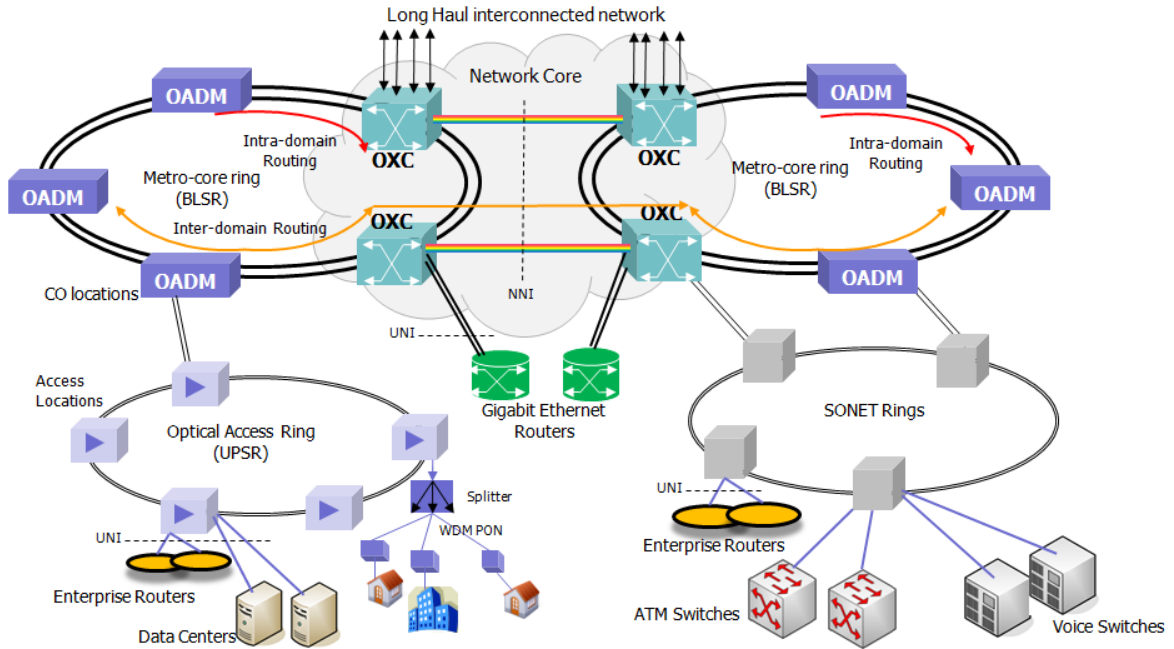 Long Haul interconnected network
Network Core
OADM
OADM
OXC
OXC
Intra-domain
Routing
Intra-domain
Routing
Metro-core ring
(BLSR)
Metro-core ring
(BLSR)
OADM
OADM
Inter-domain Routing
OXC
OXC
OADM
OADM
CO locations
NNI
UNI
Access
Locations
Optical Access Ring
(UPSR)
Gigabit Ethernet
Routers
SONET Rings
Splitter
UNI
WDM PON
UNI
Enterprise Routers
Enterprise Routers
Data Centers
ATM Switches
Voice Switches